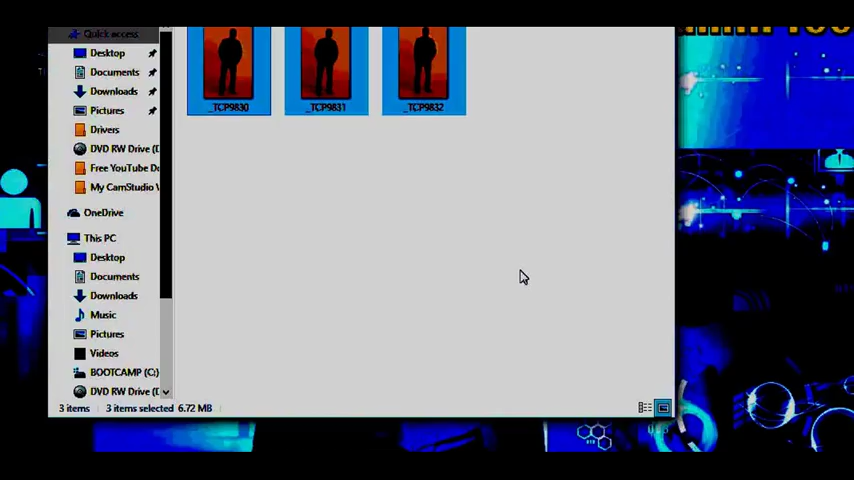 Quick access
Desktop
Documents
Downloads
Pictures
Drivers
DVD RW Drive (D
Free YouTube Do
My CamStudio V
OneDrive
This PC
Desktop
Documents
Downloads
Music
Pictures
Videos
BOOTCAMP (C:)
DVD RW Drive (D
_TCP9830
_TCP9831
_TCP9832
3 items
3 items selected 6.72 MB